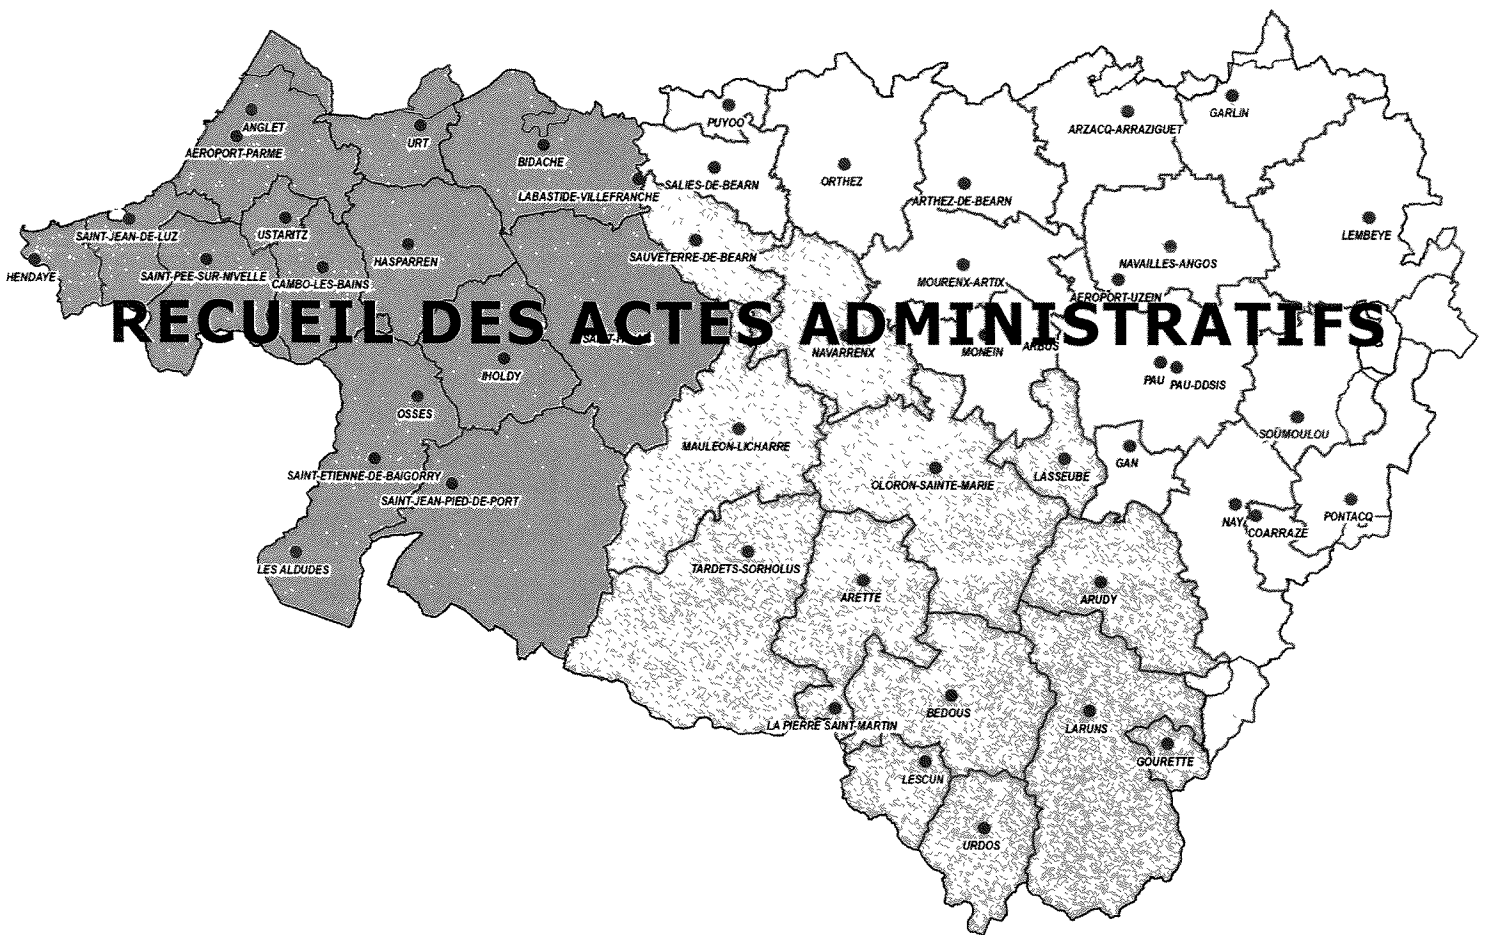 GARLIN
PUYOO
ANGLET
ARZACQ-ARRAZIGUET
URT
AEROPORT-PARME
BIDACHE
ORTHEZ
SALIES-DE-BEARN
LABASTIDE-VILLEFRANCHE
ARTHEZ-DE-BEARN
SAINT-JEAN-DE-LUZ
USTARITZ
LEMBEYE
SAUVETERRE-DE-BEARN
HASPARREN
NAVAILLES-ANGOS
HENDAYE
SAINT-PEE-SUR-NIVELLE
CAMBO-LES-BAINS
MOURENX-ARTIX
AEROPORT-UZEIN
RECUEIL DES ACTES ADMINISTRATIFS
NAVARRENX
MONEIN
ARBUS
IHOLDY
PAU
PAU-DDSIS
OSSES
SOUMOULOU
MAULEON-LICHARRE
GAN
SAINT-ETIENNE-DE-BAIGORRY
LASSEUBE
OLORON-SAINTE-MARIE
SAINT-JEAN-PIED-DE-PORT
NAY
PONTACQ
COARRAZE
LES ALDUDES
TARDETS-SORHOLUS
ARETTE
ARUDY
BEDOUS
LA PIERRE SAINT-MARTIN
LARUNS
GOURETTE
LESCUN
URDOS